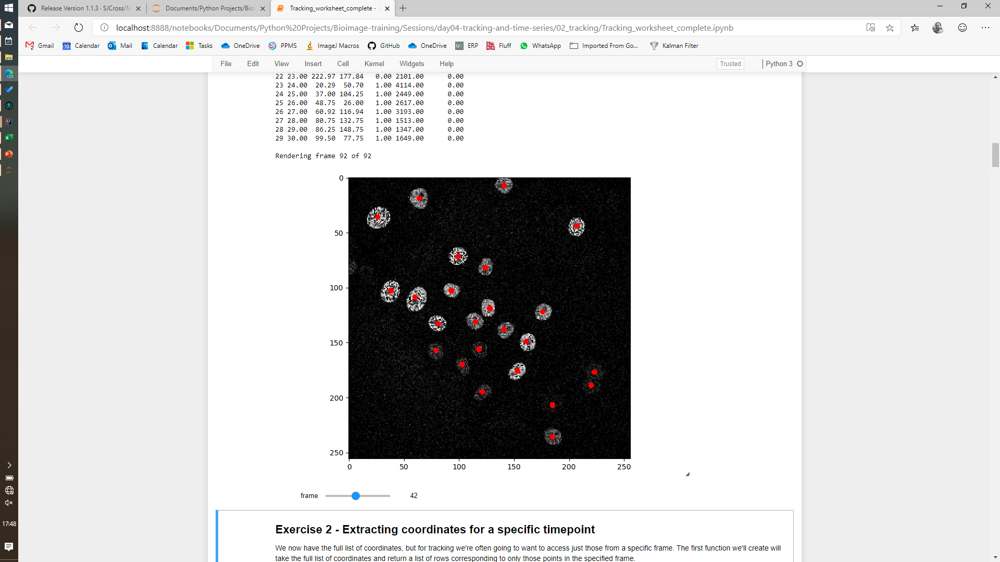 Release Version 1.1.3 · SJCross/M
Documents/Python Projects/Bioi
Tracking_worksheet_complete - J
localhost:8888/notebooks/Documents/Python%20Projects/Bioimage-training/Sessions/day04-tracking-and-time-series/02_tracking/Tracking_worksheet_complete.ipynb
Gmail Calendar Mail Calendar Tasks OneDrive PPMS ImageJ Macros GitHub OneDrive ERP Fluff WhatsApp Imported From Go... Kalman Filter
File Edit View Insert Cell Kernel Widgets Help Trusted Python 3
22 23.00 222.97 177.84 0.00 2101.00 0.00
23 24.00 20.29 50.70 1.00 4114.00 0.00
24 25.00 37.00 104.25 1.00 2449.00 0.00
25 26.00 48.75 26.00 1.00 2617.00 0.00
26 27.00 60.92 116.94 1.00 3193.00 0.00
27 28.00 80.75 132.75 1.00 1513.00 0.00
28 29.00 86.25 148.75 1.00 1347.00 0.00
29 30.00 99.50 77.75 1.00 1649.00 0.00
Rendering frame 92 of 92
0
50
100
150
200
250
0 50 100 150 200 250
frame 42
17:48
Exercise 2 - Extracting coordinates for a specific timepoint
We now have the full list of coordinates, but for tracking we're often going to want to access just those from a specific frame. The first function we'll create will
take the full list of coordinates and return a list of rows corresponding to only those points in the specified frame.